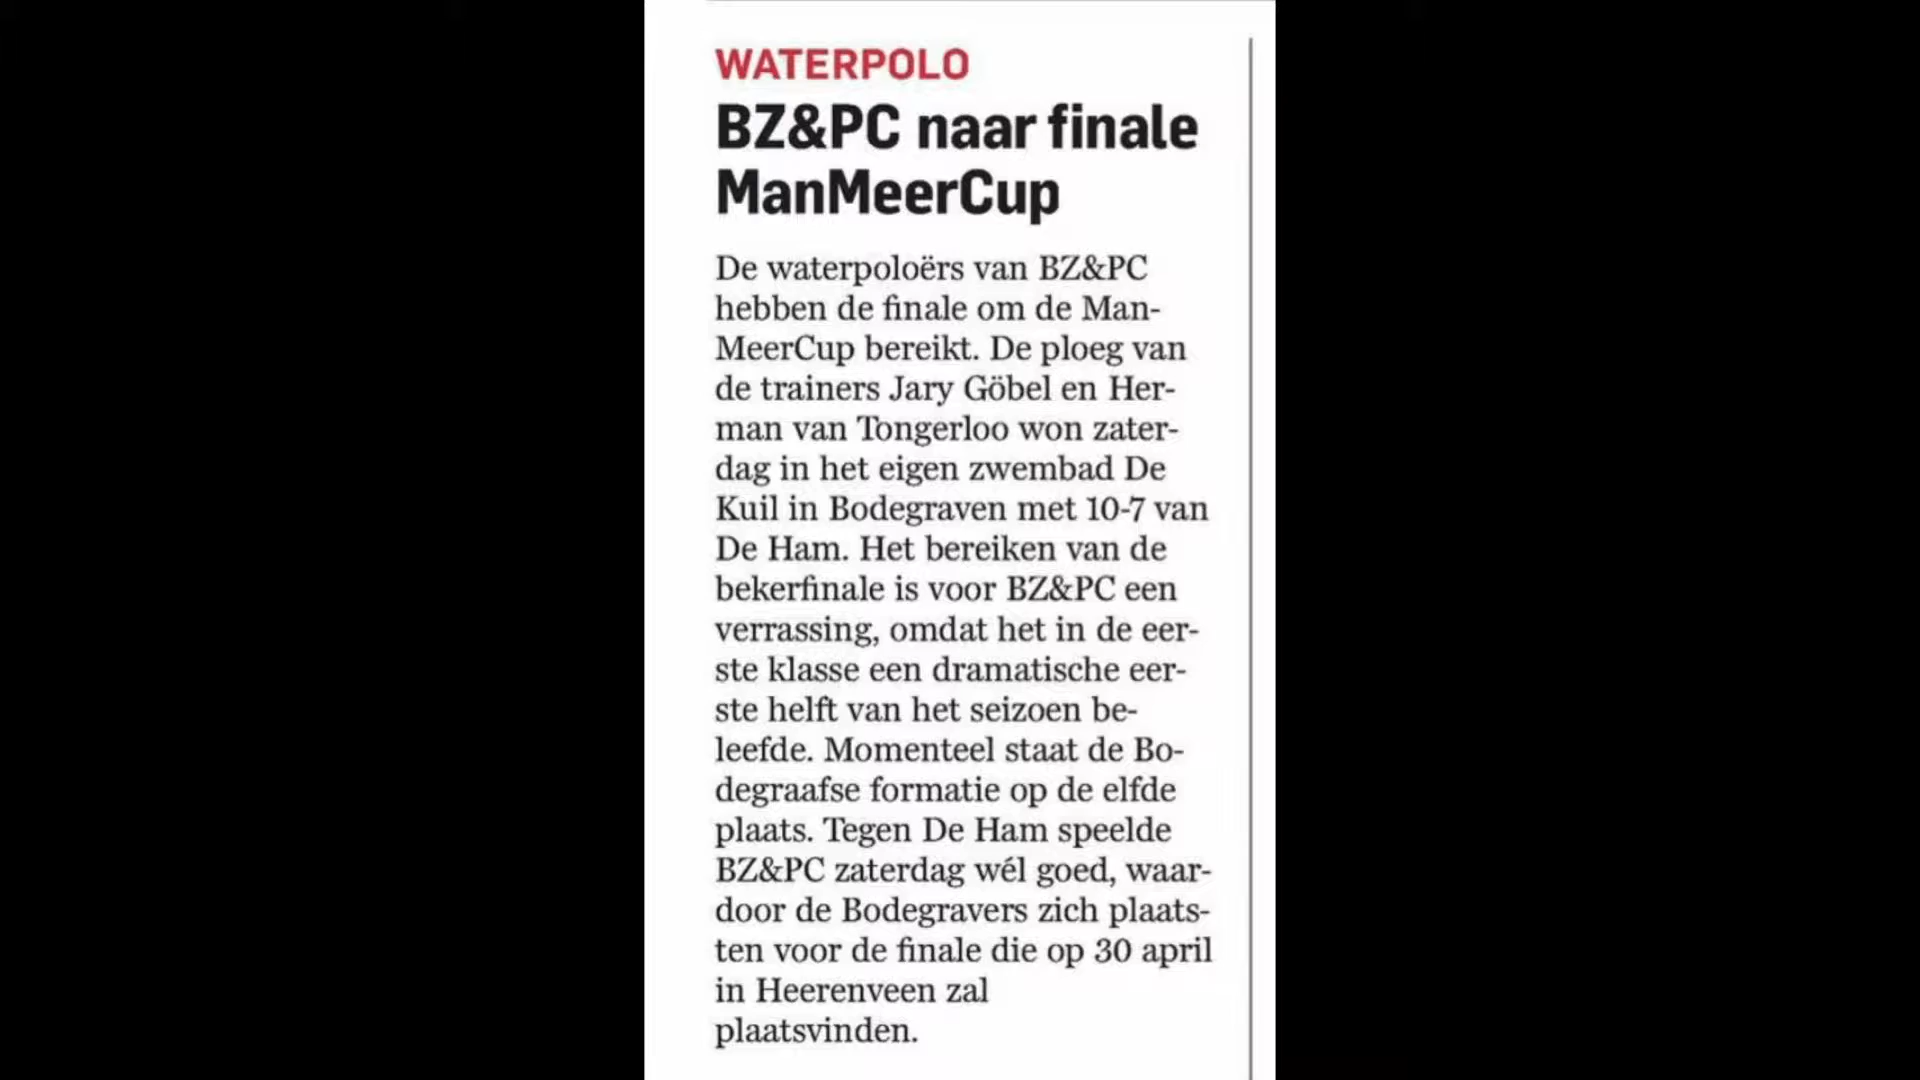 WATERPOLO
BZ&PC naar finale
ManMeerCup
De waterpoloërs van BZ&PC
hebben de finale om de Man-
MeerCup bereikt. De ploeg van
de trainers Jary Göbel en Her-
man van Tongerloo won zater-
dag in het eigen zwembad De
Kuil in Bodegraven met 10-7 van
De Ham. Het bereiken van de
bekerfinale is voor BZ&PC een
verrassing, omdat het in de eer-
ste klasse een dramatische eer-
ste helft van het seizoen be-
leefde. Momenteel staat de Bo-
degraafse formatie op de elfde
plaats. Tegen De Ham speelde
BZ&PC zaterdag wél goed, waar-
door de Bodegravers zich plaats-
ten voor de finale die op 30 april
in Heerenveen zal
plaatsvinden.